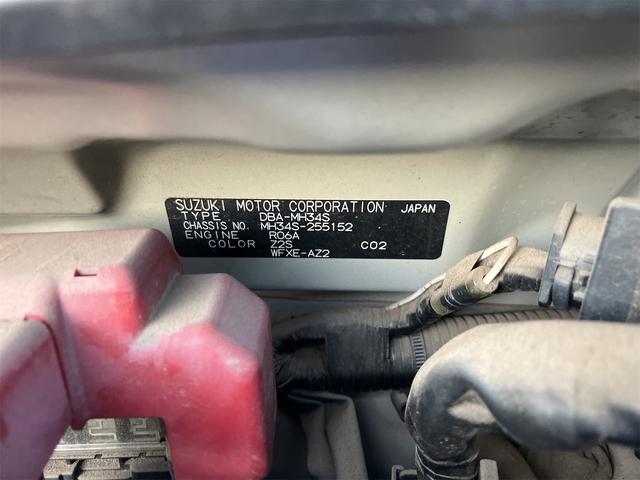 SUZUKI MOTOR CORPORATION JAPAN
TYPE DBA-MH34S
CHASSIS NO. MH34S-255152
ENGINE R06A
COLOR Z2S C02
WFXE-AZ2